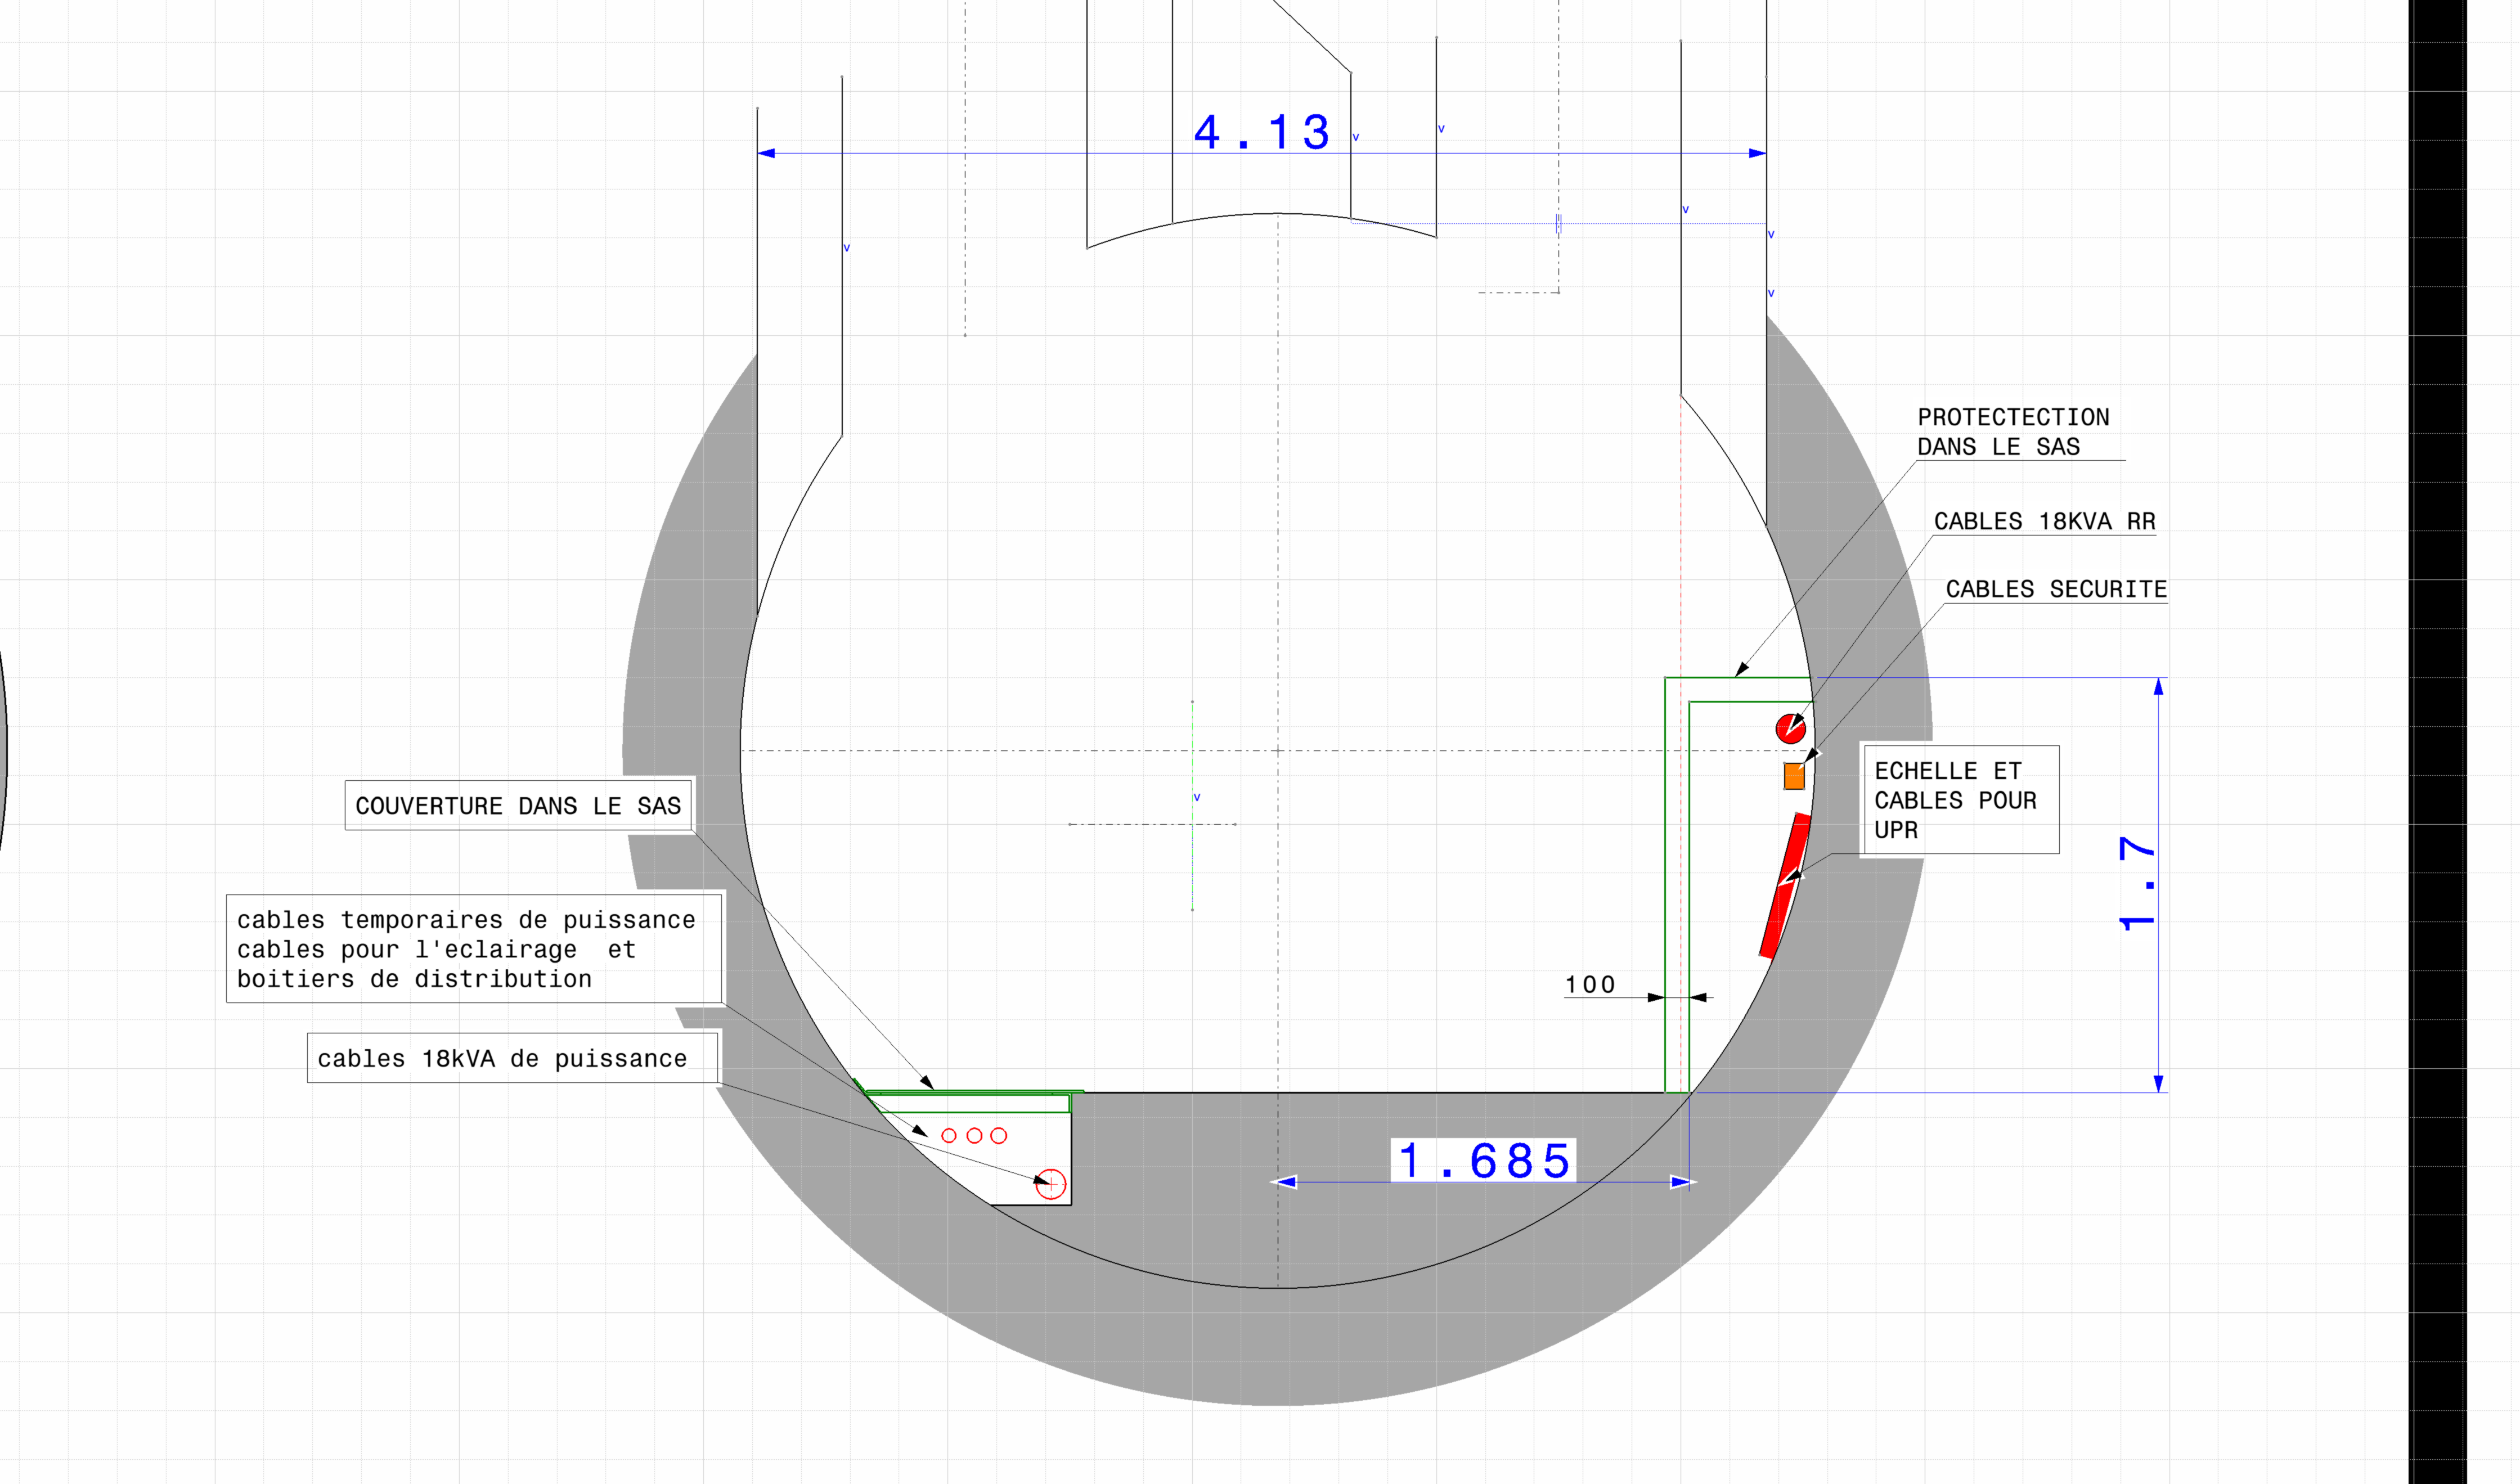 4.13
v
v
v
v
v
v
PROTECTECTION
DANS LE SAS
CABLES 18KVA RR
CABLES SECURITE
ECHELLE ET
CABLES POUR
UPR
COUVERTURE DANS LE SAS
v
1.7
cables temporaires de puissance
cables pour l'eclairage  et
boitiers de distribution
100
cables 18kVA de puissance
1.685